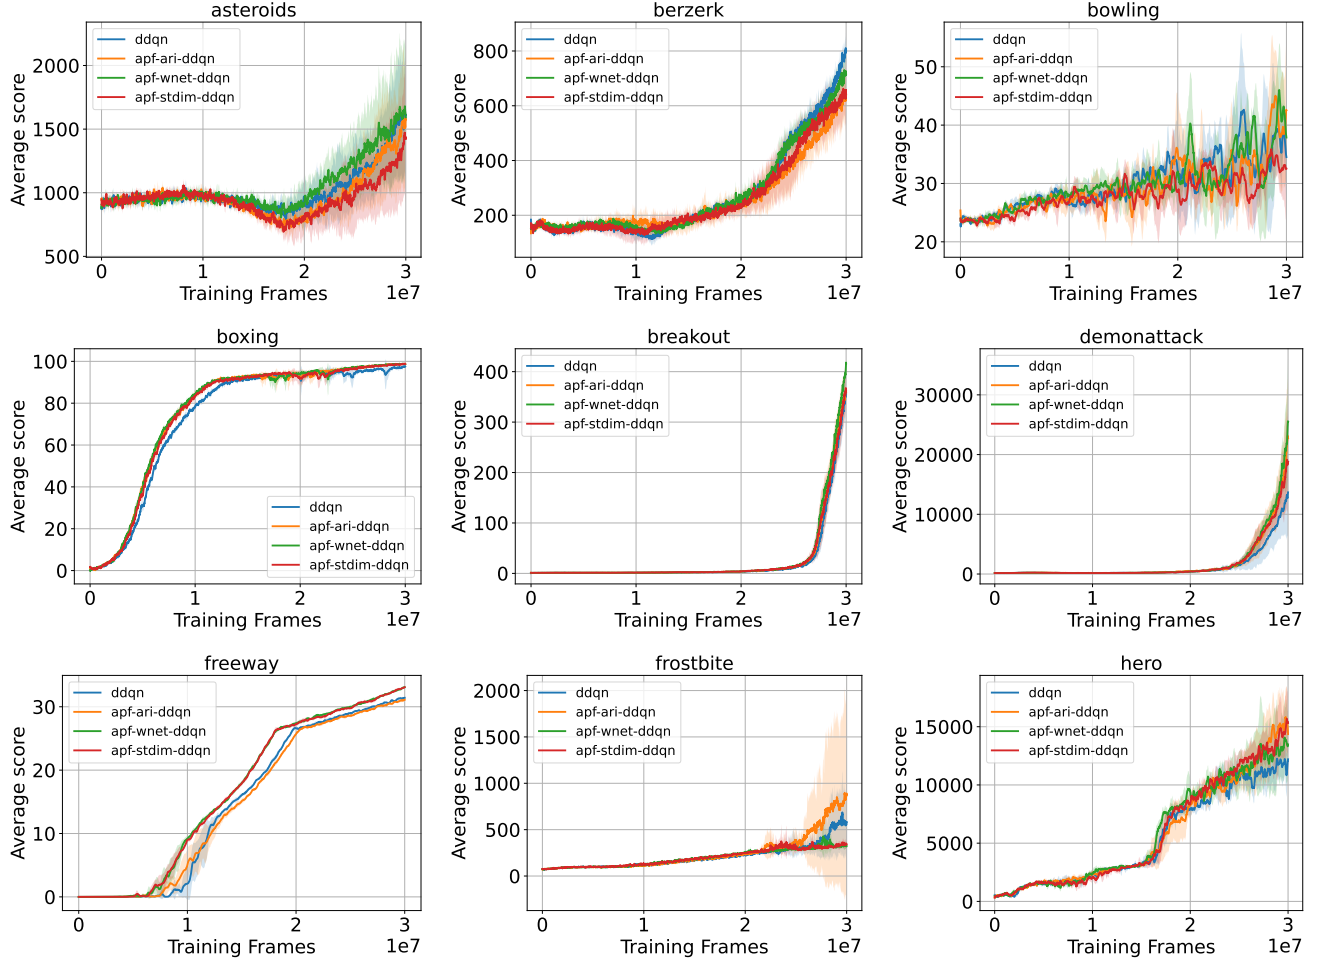 asteroids
berzerk
bowling
Average score
2000
1500
1000
500
0
1
2
3
Training Frames
1e7
ddqn
apf-ari-ddqn
apf-wnet-ddqn
apf-stdim-ddqn
Average score
800
600
400
200
0
1
2
3
Training Frames
1e7
ddqn
apf-ari-ddqn
apf-wnet-ddqn
apf-stdim-ddqn
Average score
50
40
30
20
0
1
2
3
Training Frames
1e7
ddqn
apf-ari-ddqn
apf-wnet-ddqn
apf-stdim-ddqn
boxing
breakout
demonattack
Average score
100
80
60
40
20
0
0
1
2
3
Training Frames
1e7
ddqn
apf-ari-ddqn
apf-wnet-ddqn
apf-stdim-ddqn
Average score
400
300
200
100
0
0
1
2
3
Training Frames
1e7
ddqn
apf-ari-ddqn
apf-wnet-ddqn
apf-stdim-ddqn
Average score
30000
20000
10000
0
0
1
2
3
Training Frames
1e7
ddqn
apf-ari-ddqn
apf-wnet-ddqn
apf-stdim-ddqn
freeway
frostbite
hero
Average score
30
20
10
0
0
1
2
3
Training Frames
1e7
ddqn
apf-ari-ddqn
apf-wnet-ddqn
apf-stdim-ddqn
Average score
2000
1500
1000
500
0
0
1
2
3
Training Frames
1e7
ddqn
apf-ari-ddqn
apf-wnet-ddqn
apf-stdim-ddqn
Average score
15000
10000
5000
0
0
1
2
3
Training Frames
1e7
ddqn
apf-ari-ddqn
apf-wnet-ddqn
apf-stdim-ddqn